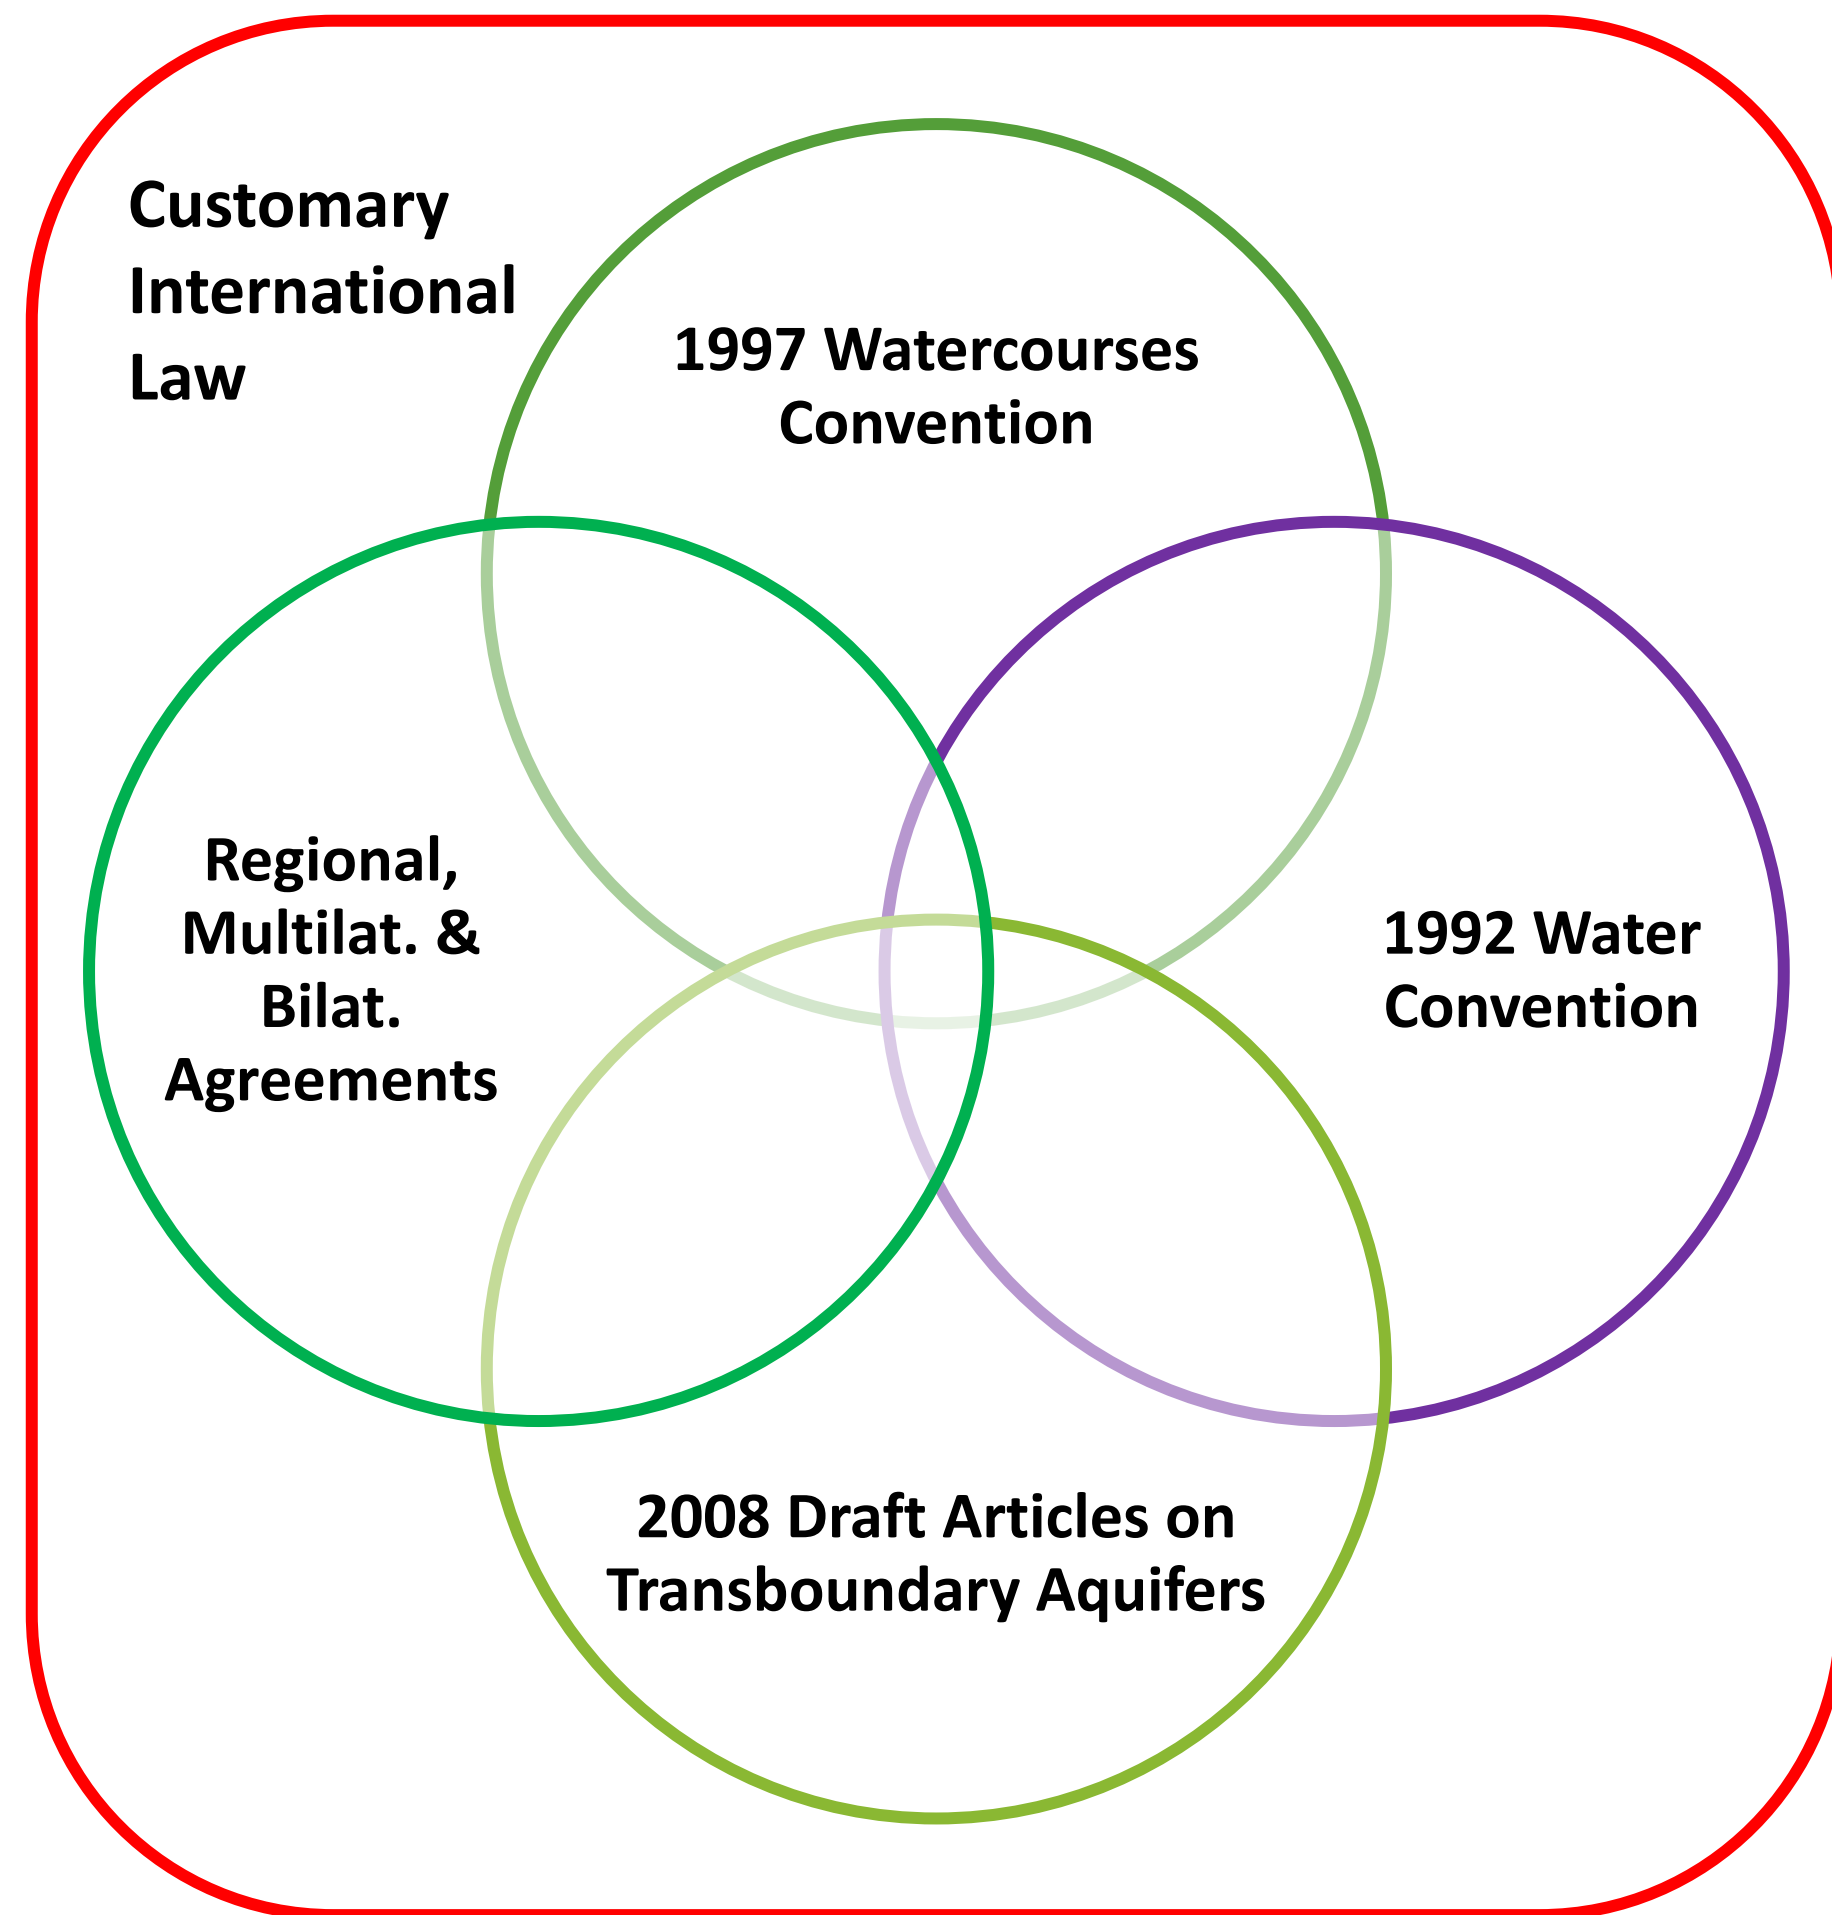 Customary
International
Law
1997 Watercourses
Convention
Regional,
Multilat. &
Bilat.
Agreements
1992 Water
Convention
2008 Draft Articles on
Transboundary Aquifers